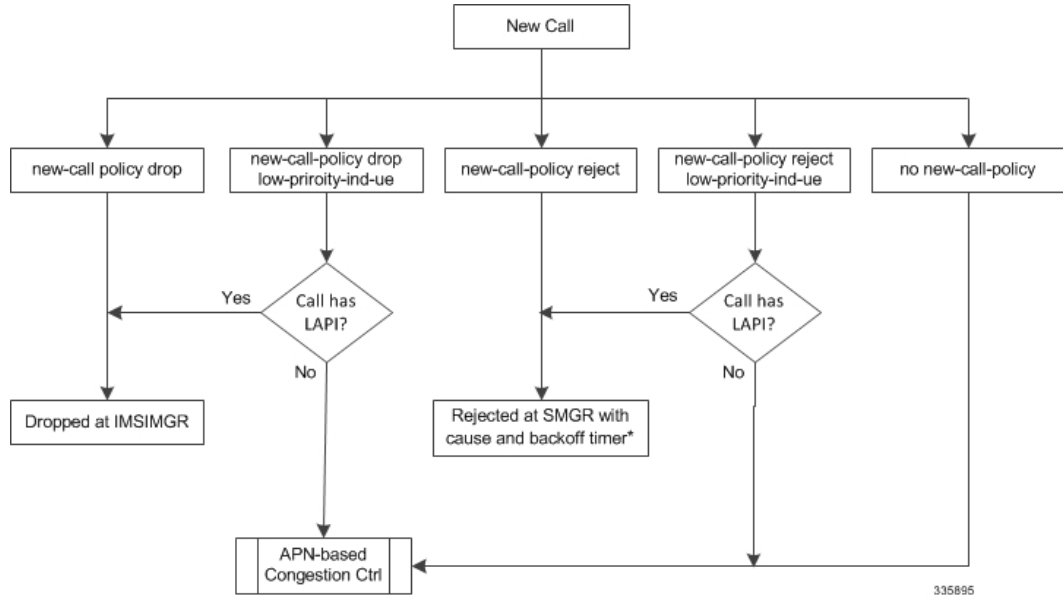 New Call
new-call policy drop
new-call-policy drop
low-priroity-ind-ue
new-call-policy reject
new-call-policy reject
low-priority-ind-ue
no new-call-policy
Yes
Call has
LAPI?
No
Yes
Call has
LAPI?
No
Dropped at IMSIMGR
Rejected at SMGR with
cause and backoff timer*
APN-based
Congestion Ctrl
335895